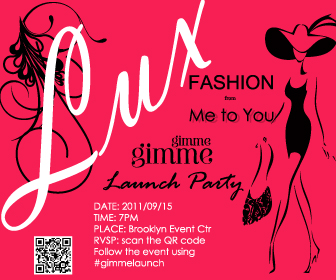 Lux
FASHION
from
Me to You
gimme
gimme
Launch Party
DATE: 2011/09/15
TIME: 7PM
PLACE: Brooklyn Event Ctr
RVSP: scan the QR code
Follow the event using
#gimmelaunch